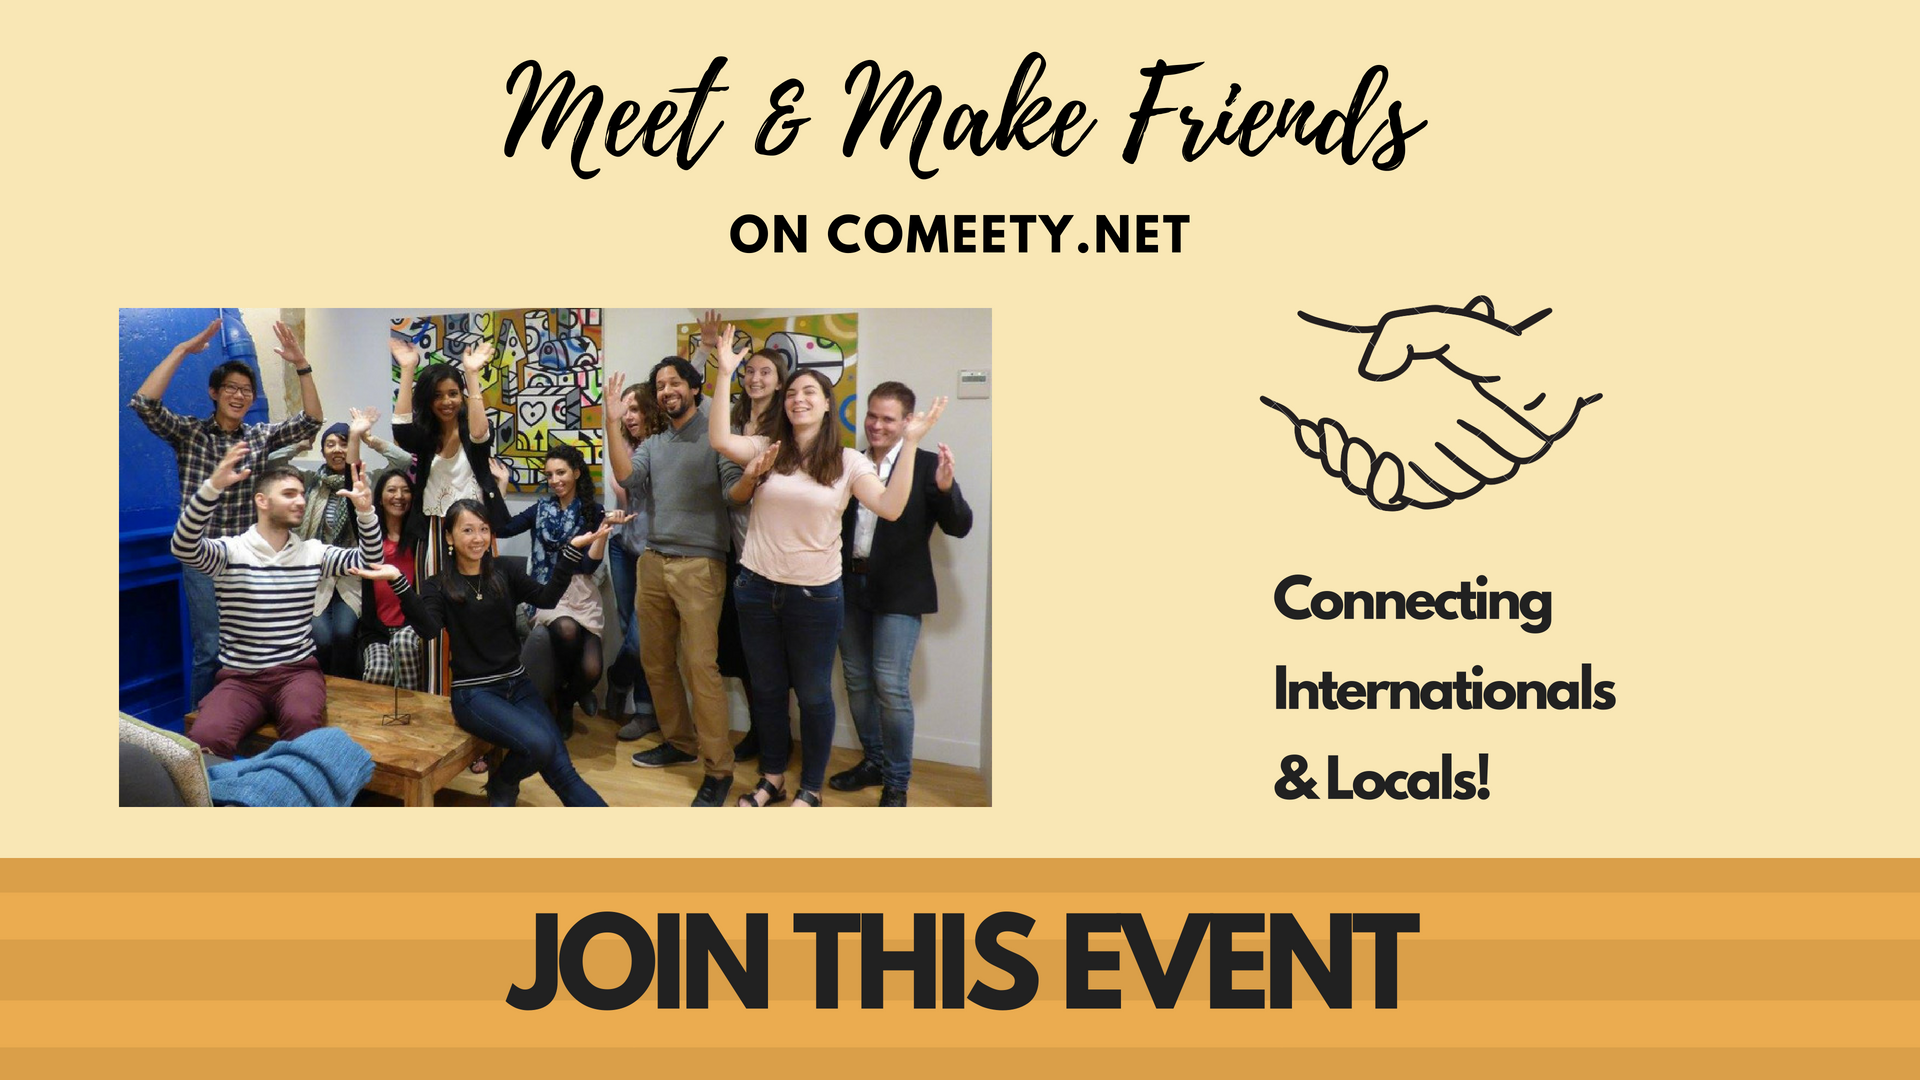 Meet & Make Friends
ON COMEETY.NET
Connecting
Internationals
& Locals!
JOIN THIS EVENT